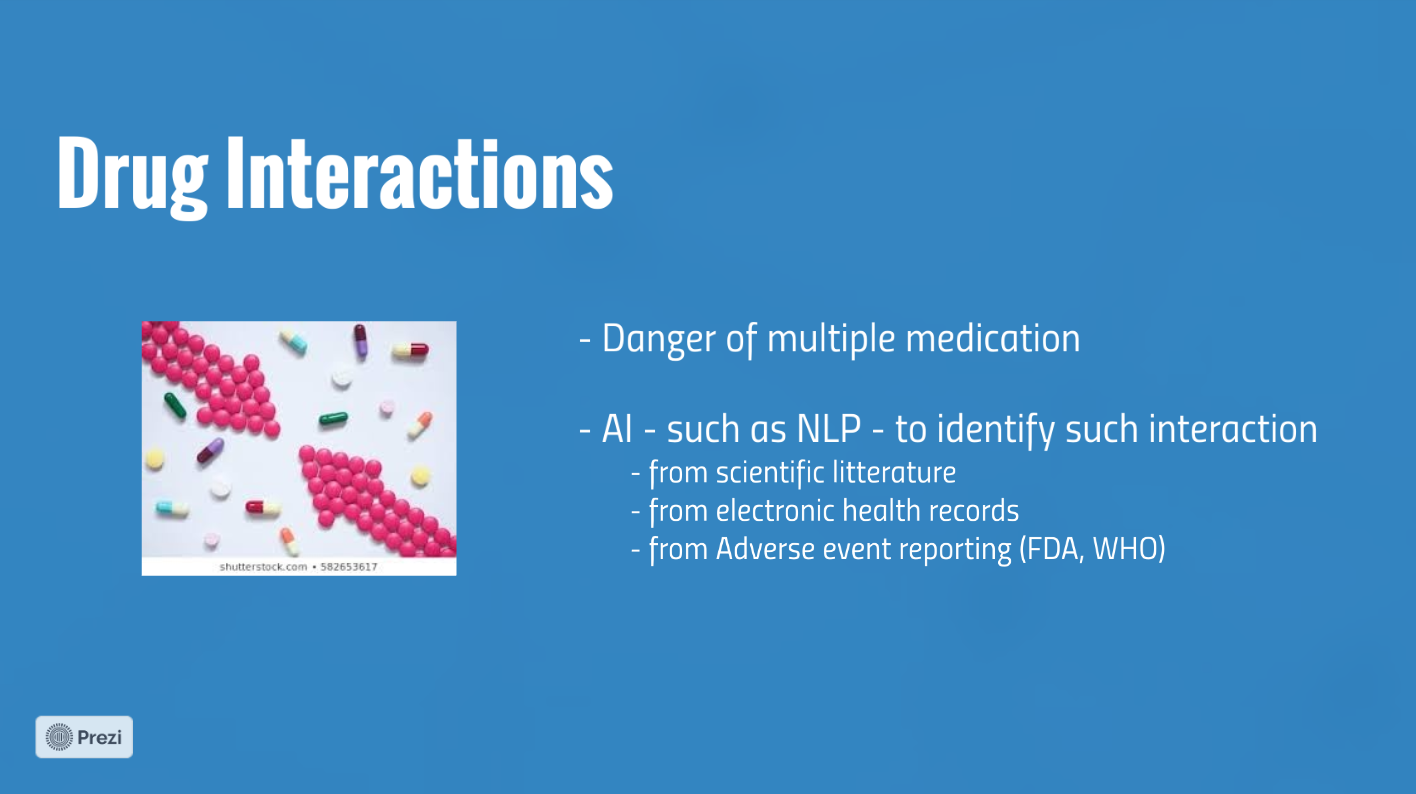 Drug Interactions
- Danger of multiple medication
- AI - such as NLP - to identify such interaction
- from scientific litterature
- from electronic health records
- from Adverse event reporting (FDA, WHO)
shutterstock.com • 582653617
Prezi